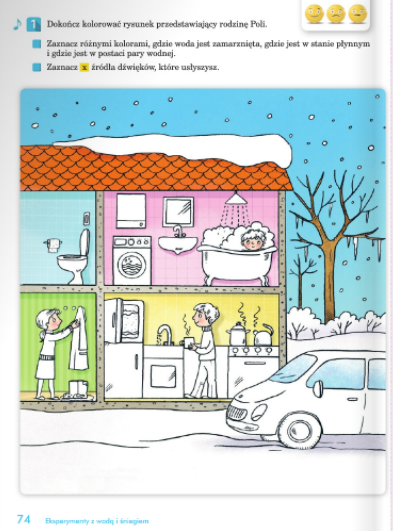 1 Dokończ kolorować rysunek przedstawiający rodzinę Poli.
Zaznacz różnymi kolorami, gdzie woda jest zamarznięta, gdzie jest w stanie płynnym
i gdzie jest w postaci pary wodnej.
Zaznacz x źródła dźwięków, które usłyszysz.
74 Eksperymenty z wodą i śniegiem